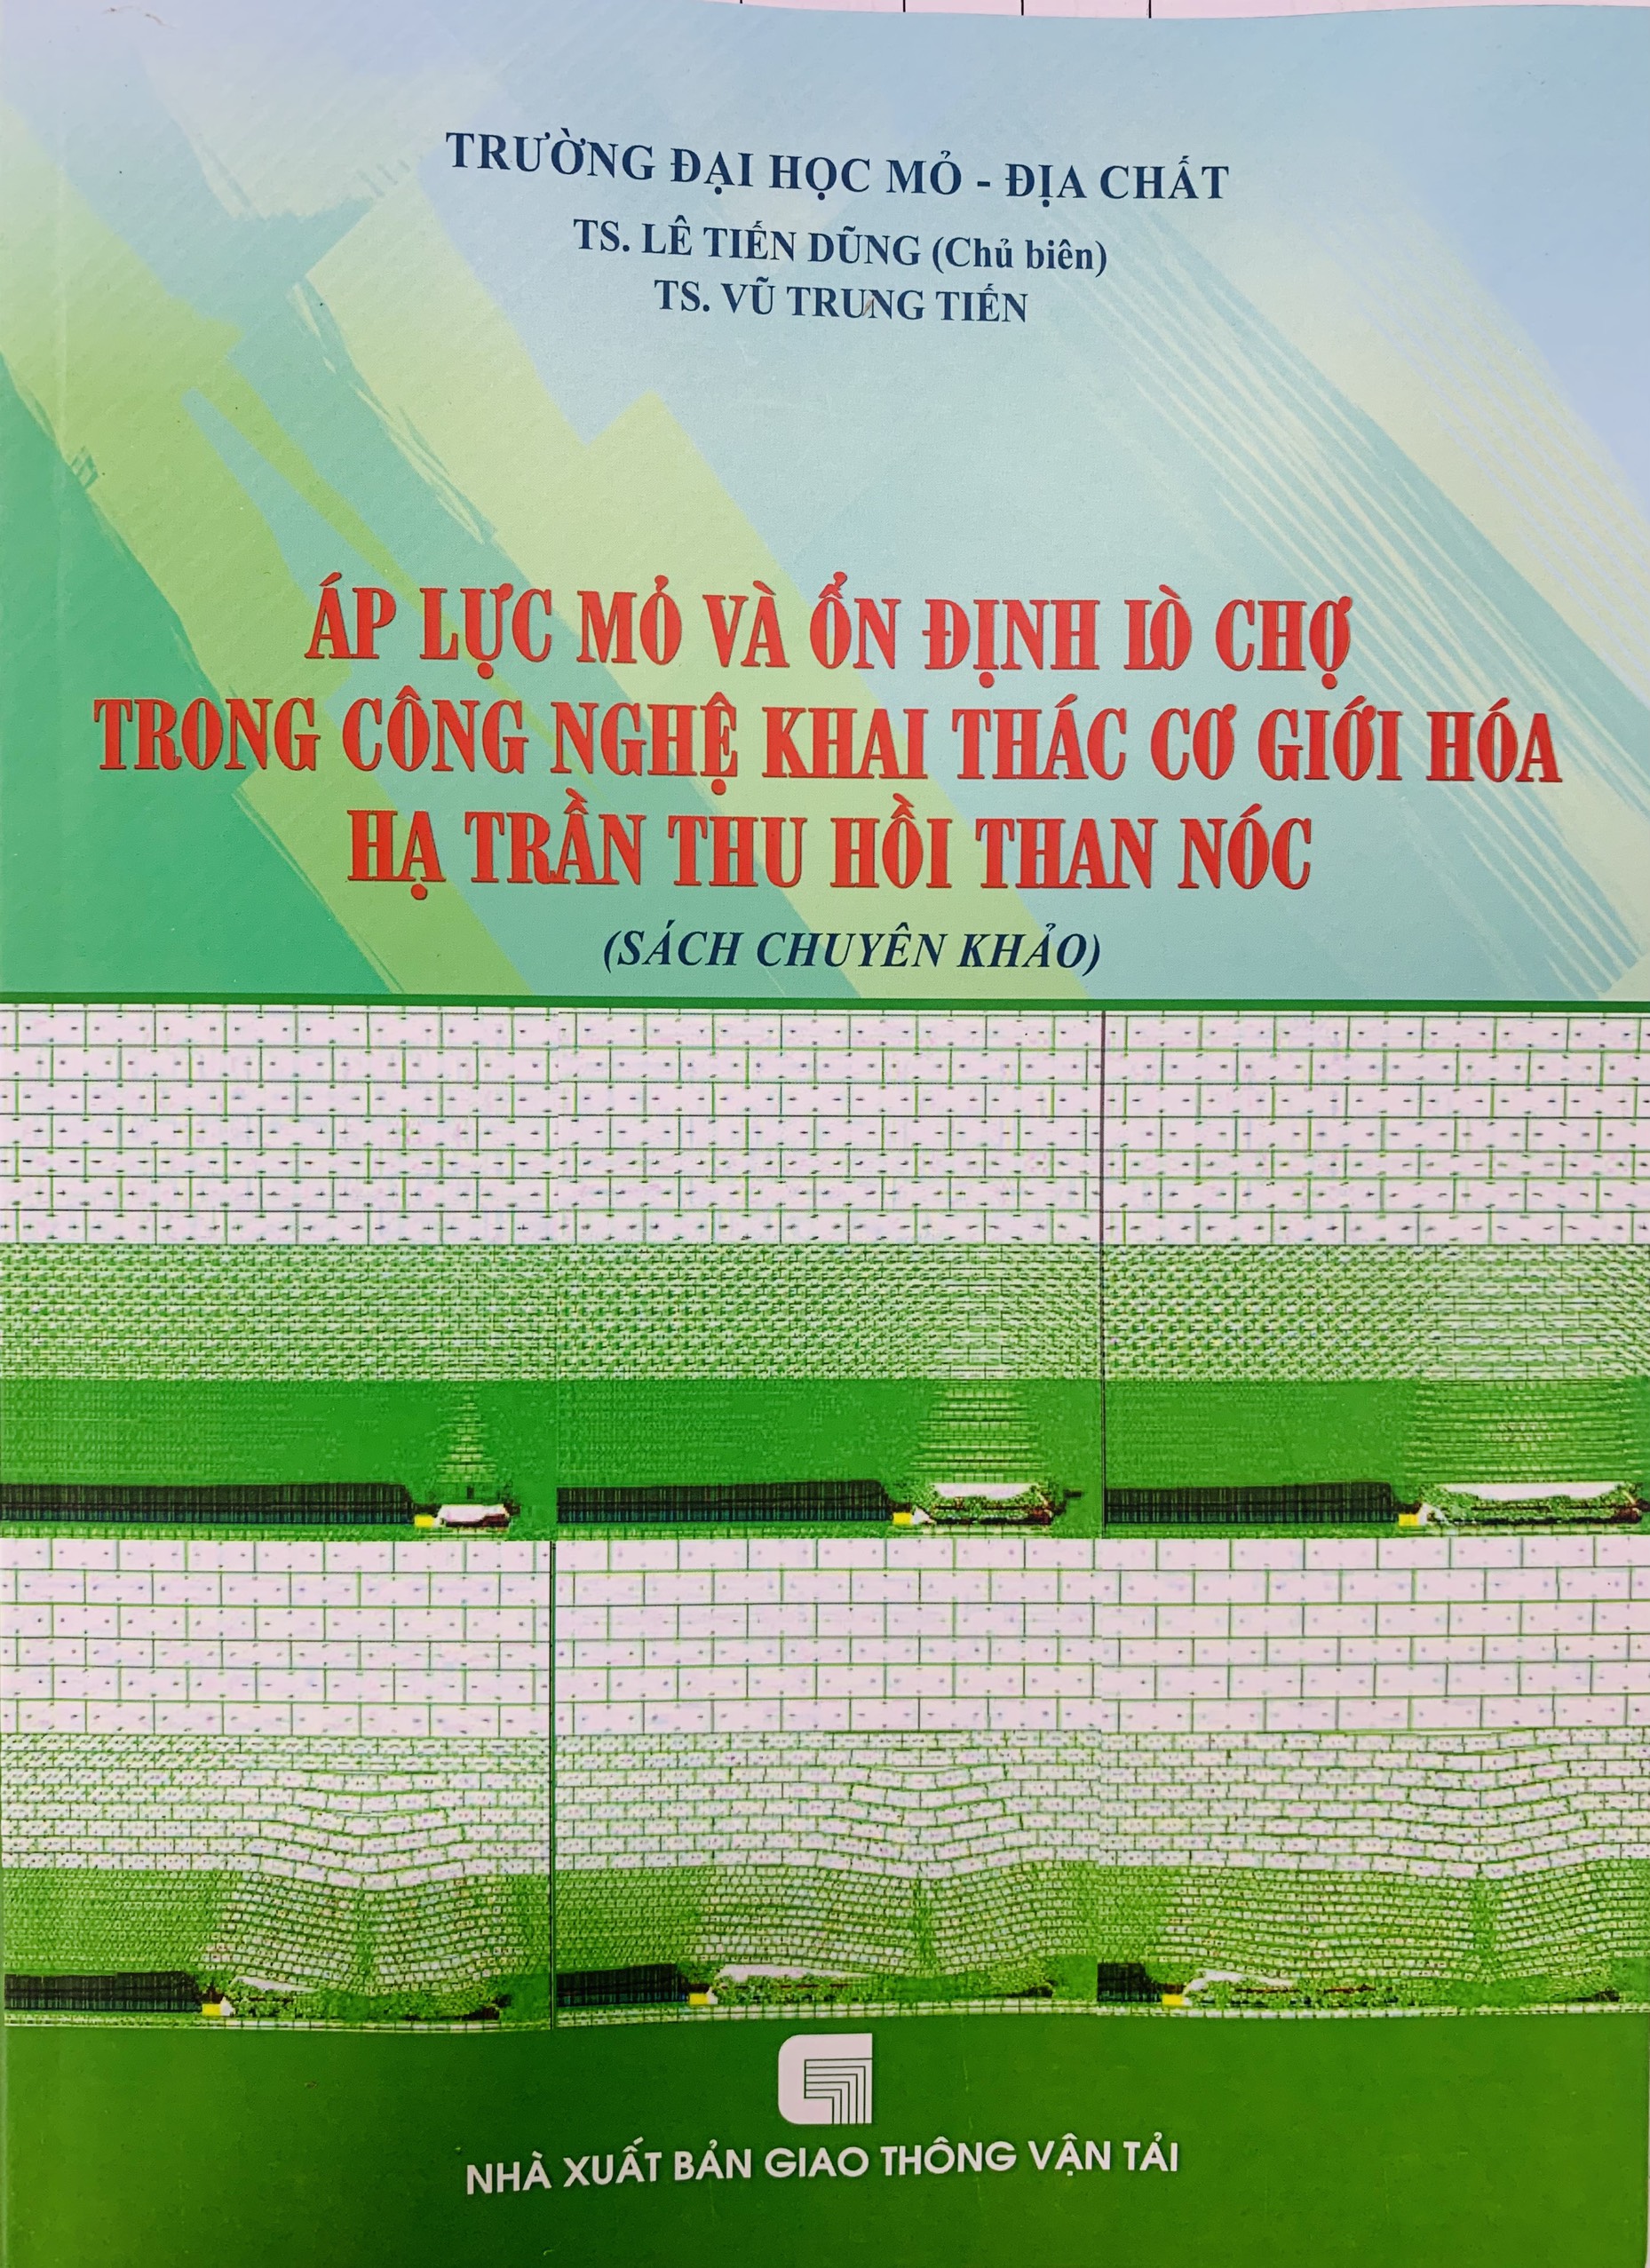 TRƯỜNG ĐẠI HỌC MỎ - ĐỊA CHẤT
TS. LÊ TIẾN DŨNG (Chủ biên)
TS. VŨ TRUNG TIẾN
ÁP LỰC MỎ VÀ ỔN ĐỊNH LÒ CHỢ
TRONG CÔNG NGHỆ KHAI THÁC CƠ GIỚI HÓA
HẠ TRẦN THU HỒI THAN NÓC
(SÁCH CHUYÊN KHẢO)
NHÀ XUẤT BẢN GIAO THÔNG VẬN TẢI